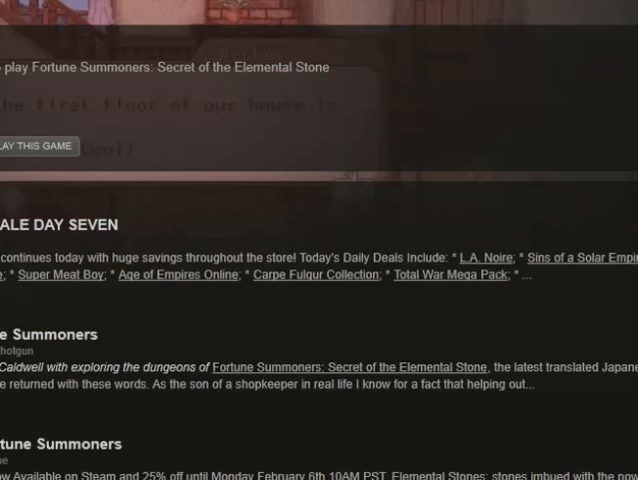 Arche
play Fortune Summoners: Secret of the Elemental Stone
the first floor of our house is
LAY THIS GAME
ALE DAY SEVEN
continues today with huge savings throughout the store! Today's Daily Deals Include: * L.A. Noire; * Sins of a Solar Empir
; * Super Meat Boy; * Age of Empires Online; * Carpe Fulgur Collection; * Total War Mega Pack; * ...
e Summoners
hotgun
Caldwell with exploring the dungeons of Fortune Summoners: Secret of the Elemental Stone, the latest translated Japane
e returned with these words. As the son of a shopkeeper in real life I know for a fact that helping out...
tune Summoners
se
ow Available on Steam and 25% off until Monday February 6th 10AM PST. Elemental Stones: stones imbued with the pow